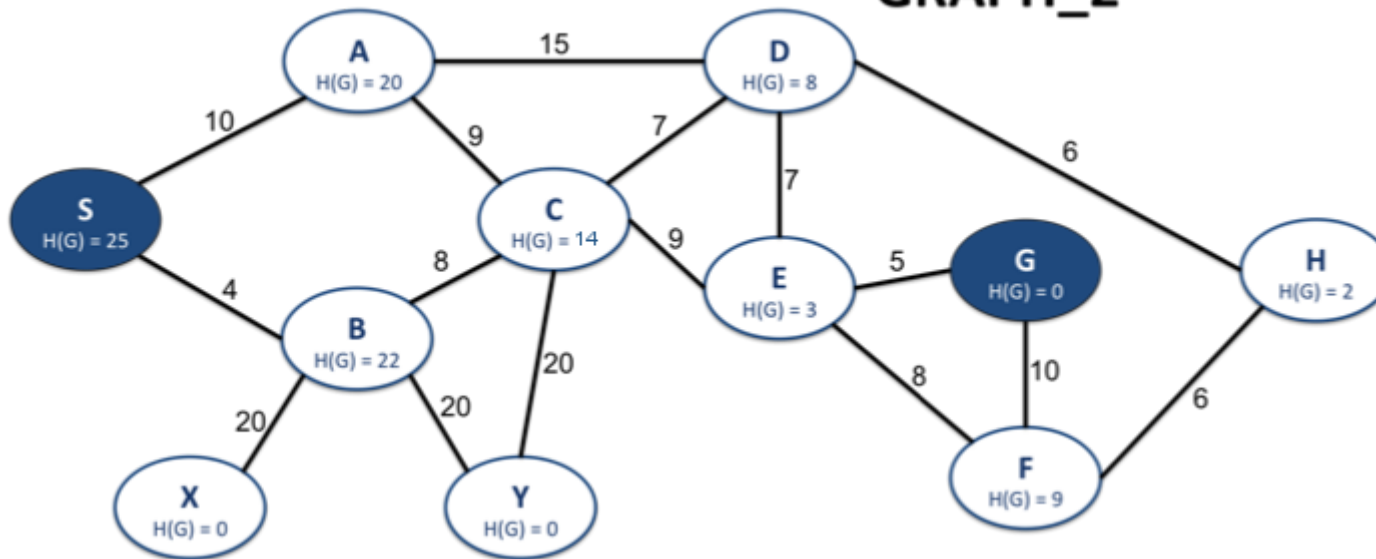 GRAPH_2
A
H(G) = 20
15
D
H(G) = 8
10
9
7
6
S
H(G) = 25
C
H(G) = 14
7
8
9
E
H(G) = 3
5
G
H(G) = 0
H
H(G) = 2
4
B
H(G) = 22
20
20
20
8
10
6
X
H(G) = 0
Y
H(G) = 0
F
H(G) = 9